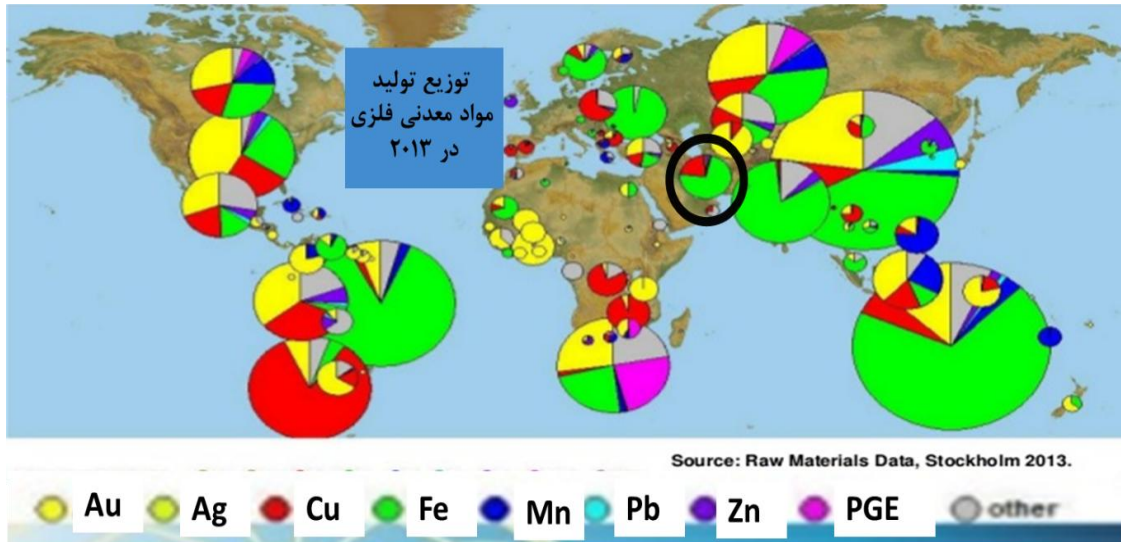 توزیع تولید
مواد معدنی فلزی
در ۲۰۱۳
Source: Raw Materials Data, Stockholm 2013.
Au Ag Cu Fe Mn Pb Zn PGE other